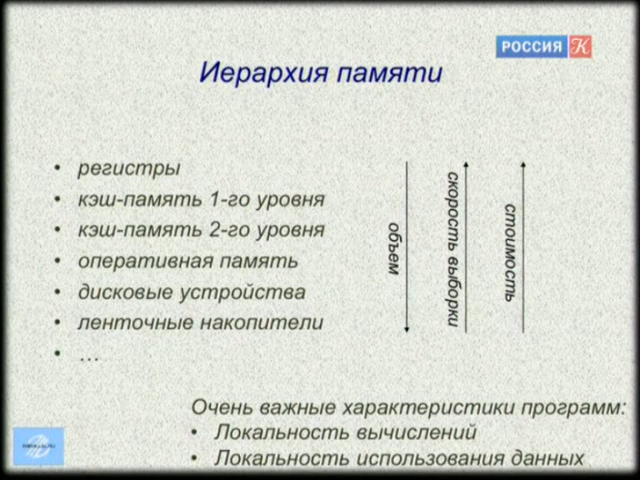 РОССИЯ К
Иерархия памяти
• регистры
• кэш-память 1-го уровня
• кэш-память 2-го уровня
• оперативная память
• дисковые устройства
• ленточные накопители
• …
объем
скорость выборки
стоимость
Очень важные характеристики программ:
• Локальность вычислений
• Локальность использования данных